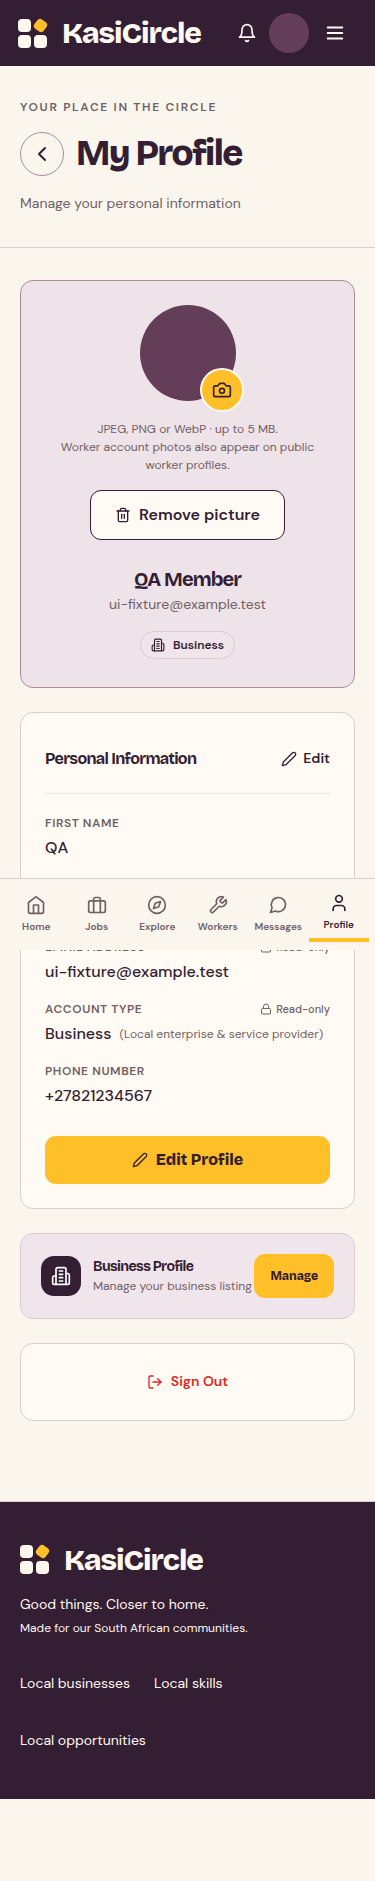 KasiCircle
YOUR PLACE IN THE CIRCLE
My Profile
Manage your personal information
JPEG, PNG or WebP · up to 5 MB.
Worker account photos also appear on public
worker profiles.
Remove picture
QA Member
ui-fixture@example.test
Business
Personal Information
Edit
FIRST NAME
QA
Home
Jobs
Explore
Workers
Messages
Profile
ui-fixture@example.test
ACCOUNT TYPE
Read-only
Business (Local enterprise & service provider)
PHONE NUMBER
+27821234567
Edit Profile
Business Profile
Manage your business listing
Manage
Sign Out
KasiCircle
Good things. Closer to home.
Made for our South African communities.
Local businesses
Local skills
Local opportunities